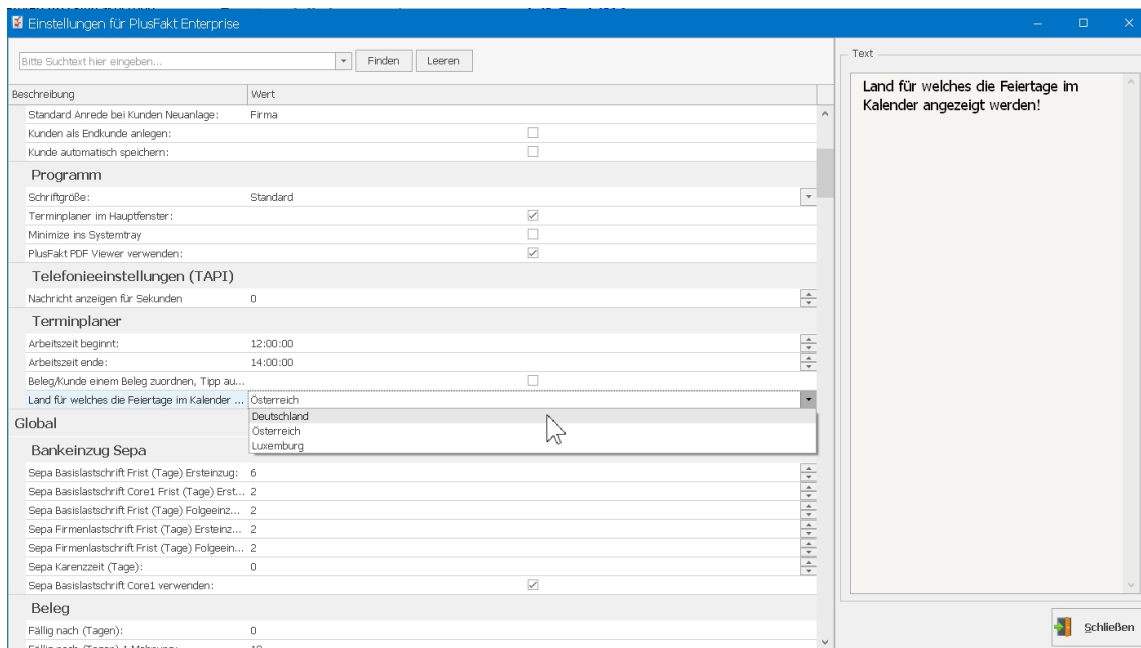 Einstellungen für PlusFakt Enterprise
Bitte Suchtext hier eingeben...
Finden
Leeren
Beschreibung Wert
Standard Anrede bei Kunden Neuanlage: Firma
Kunden als Endkunde anlegen:
Kunde automatisch speichern:
Programm
Schriftgröße: Standard
Terminplaner im Hauptfenster:
Minimize ins Systemtray
PlusFakt PDF Viewer verwenden:
Telefonieeinstellungen (TAPI)
Nachricht anzeigen für Sekunden 0
Terminplaner
Arbeitszeit beginnt: 12:00:00
Arbeitszeit ende: 14:00:00
Beleg/Kunde einem Beleg zuordnen, Tipp au...
Land für welches die Feiertage im Kalender ... Österreich
Deutschland
Österreich
Luxemburg
Global
Bankeinzug Sepa
Sepa Basislastschrift Frist (Tage) Ersteinzug: 6
Sepa Basislastschrift Core1 Frist (Tage) Erst... 2
Sepa Basislastschrift Frist (Tage) Folgeeinz... 2
Sepa Firmenlastschrift Frist (Tage) Ersteinz... 2
Sepa Firmenlastschrift Frist (Tage) Folgeein... 2
Sepa Karenzzeit (Tage): 0
Sepa Basislastschrift Core1 verwenden:
Beleg
Fällig nach (Tagen): 0
Fällig nach (Tagen) 1 Mahnung: 10
Text
Land für welches die Feiertage im
Kalender angezeigt werden!
Schließen